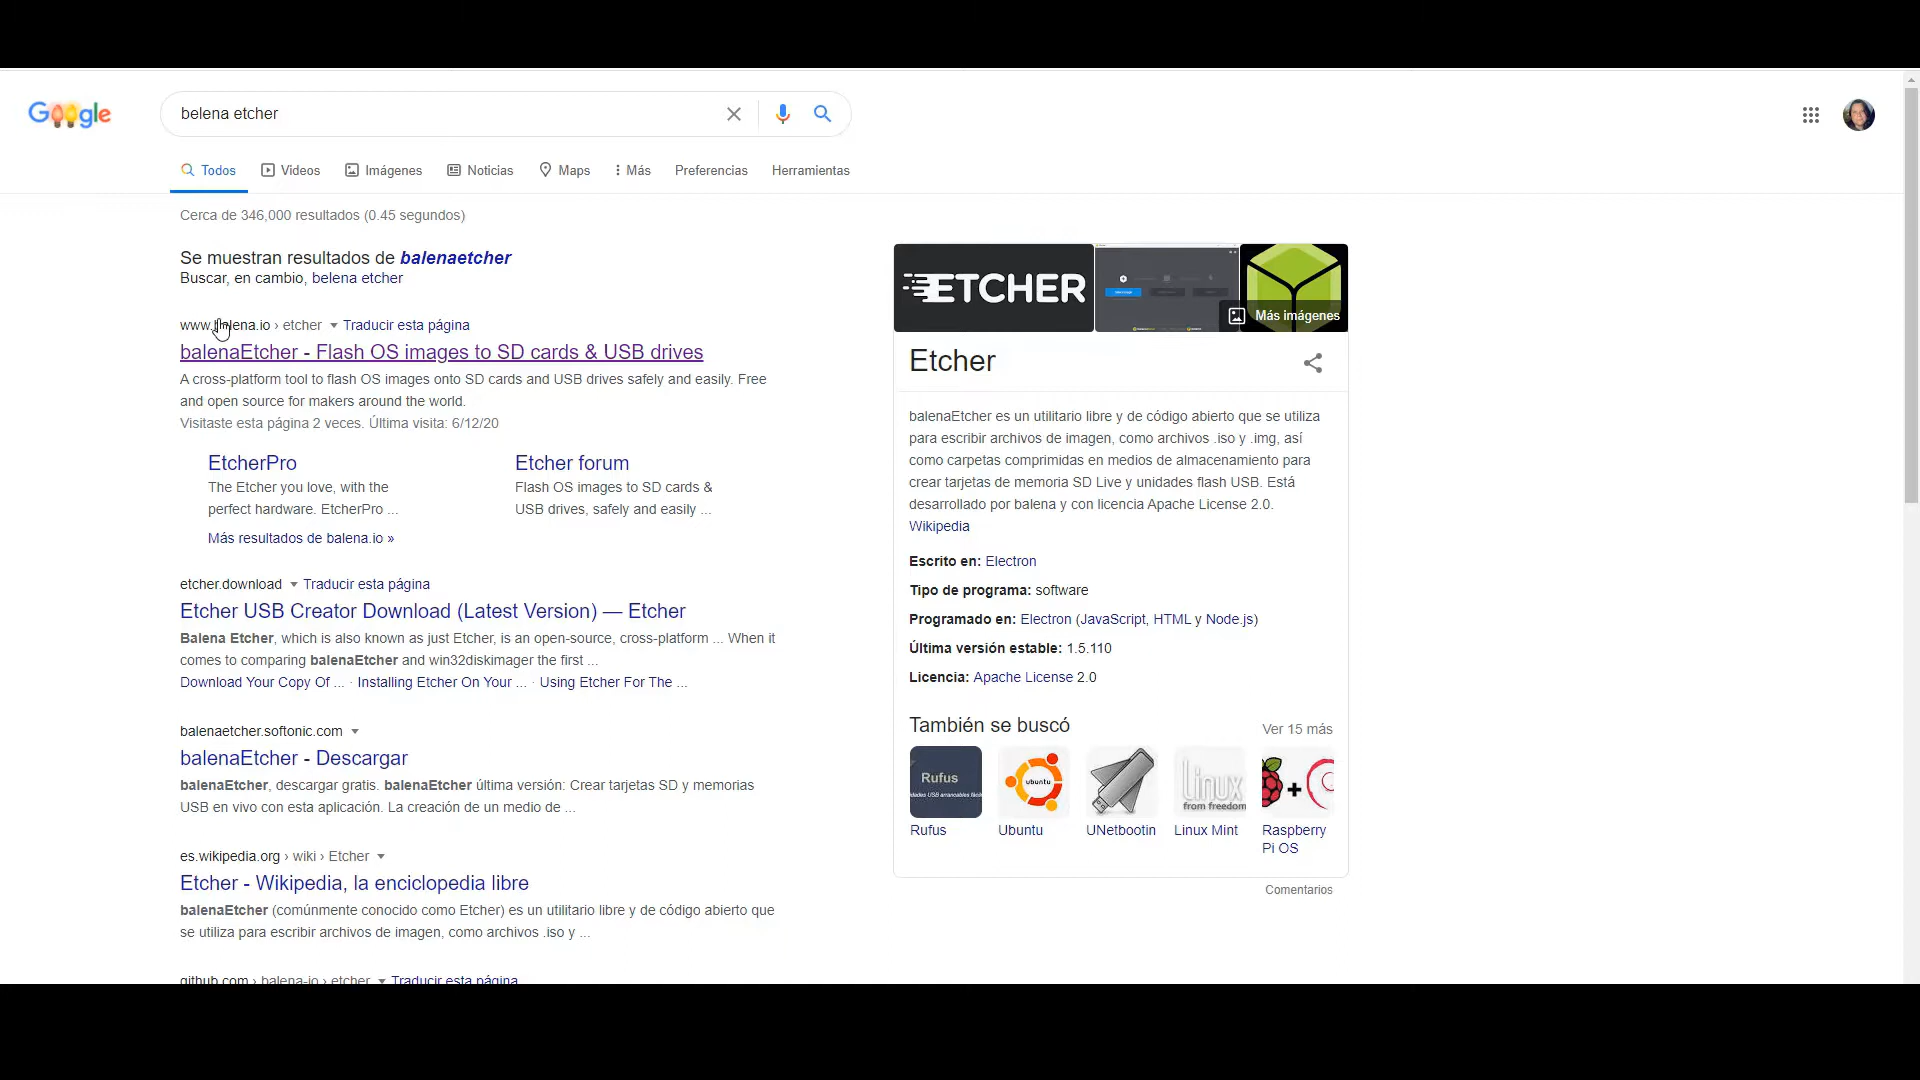 Google
belena etcher
Todos
Videos
Imágenes
Noticias
Maps
Más
Preferencias
Herramientas
Cerca de 346,000 resultados (0.45 segundos)
Se muestran resultados de balenaetcher
Buscar, en cambio, belena etcher
www.balena.io › etcher Traducir esta página
balenaEtcher - Flash OS images to SD cards & USB drives
A cross-platform tool to flash OS images onto SD cards and USB drives safely and easily. Free
and open source for makers around the world.
Visitaste esta página 2 veces. Última visita: 6/12/20
EtcherPro
The Etcher you love, with the
perfect hardware. EtcherPro ...
Etcher forum
Flash OS images to SD cards &
USB drives, safely and easily ...
Más resultados de balena.io »
etcher.download Traducir esta página
Etcher USB Creator Download (Latest Version) — Etcher
Balena Etcher, which is also known as just Etcher, is an open-source, cross-platform ... When it
comes to comparing balenaEtcher and win32diskimager the first ...
Download Your Copy Of ... · Installing Etcher On Your ... · Using Etcher For The ...
balenaetcher.softonic.com
balenaEtcher - Descargar
balenaEtcher, descargar gratis. balenaEtcher última versión: Crear tarjetas SD y memorias
USB en vivo con esta aplicación. La creación de un medio de ...
es.wikipedia.org › wiki › Etcher
Etcher - Wikipedia, la enciclopedia libre
balenaEtcher (comúnmente conocido como Etcher) es un utilitario libre y de código abierto que
se utiliza para escribir archivos de imagen, como archivos .iso y ...
github.com › balena-io › etcher Traducir esta página
ETCHER
Más imágenes
Etcher
balenaEtcher es un utilitario libre y de código abierto que se utiliza
para escribir archivos de imagen, como archivos .iso y .img, así
como carpetas comprimidas en medios de almacenamiento para
crear tarjetas de memoria SD Live y unidades flash USB. Está
desarrollado por balena y con licencia Apache License 2.0.
Wikipedia
Escrito en: Electron
Tipo de programa: software
Programado en: Electron (JavaScript, HTML y Node.js)
Última versión estable: 1.5.110
Licencia: Apache License 2.0
También se buscó
Ver 15 más
Rufus
ubuntu
Linux
from freedom
Rufus
Ubuntu
UNetbootin
Linux Mint
Raspberry
Pi OS
Comentarios